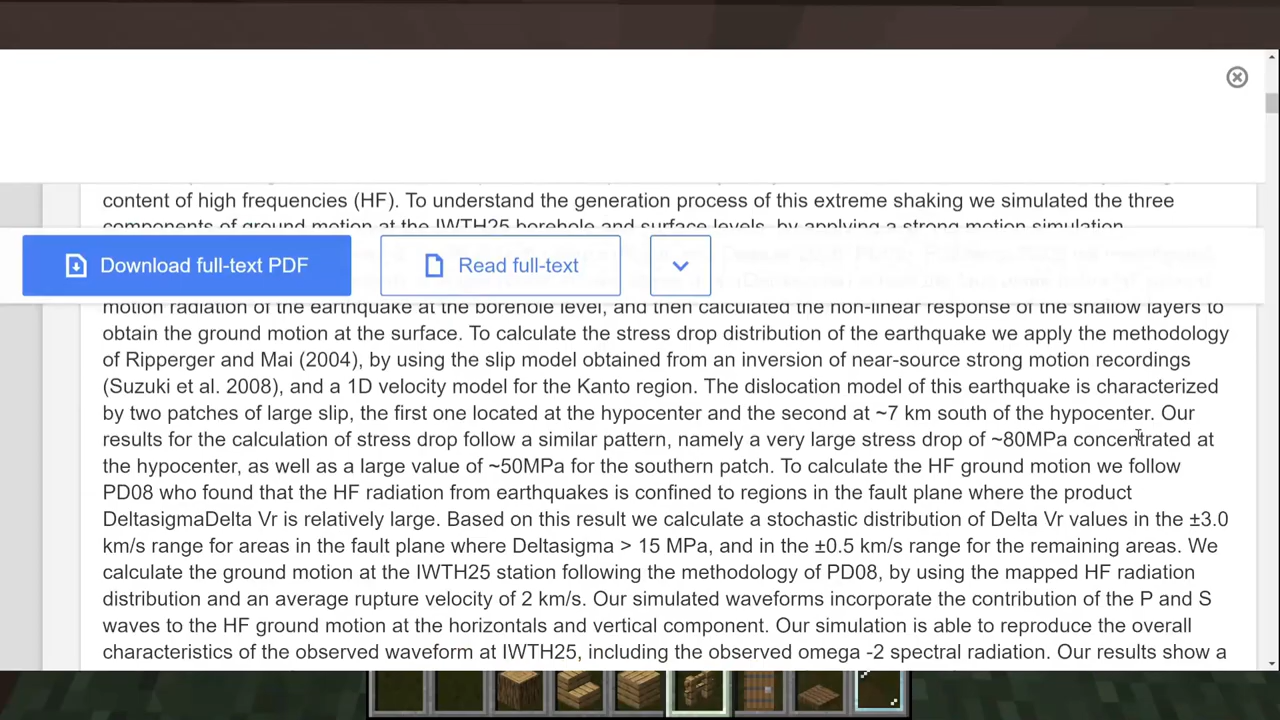 content of high frequencies (HF). To understand the generation process of this extreme shaking we simulated the three
components of ground motion at the IWTH25 borehole and surface levels, by applying a strong motion simulation
Download full-text PDF
Read full-text
motion radiation of the earthquake at the borehole level, and then calculated the non-linear response of the shallow layers to
obtain the ground motion at the surface. To calculate the stress drop distribution of the earthquake we apply the methodology
of Ripperger and Mai (2004), by using the slip model obtained from an inversion of near-source strong motion recordings
(Suzuki et al. 2008), and a 1D velocity model for the Kanto region. The dislocation model of this earthquake is characterized
by two patches of large slip, the first one located at the hypocenter and the second at ~7 km south of the hypocenter. Our
results for the calculation of stress drop follow a similar pattern, namely a very large stress drop of ~80MPa concentrated at
the hypocenter, as well as a large value of ~50MPa for the southern patch. To calculate the HF ground motion we follow
PD08 who found that the HF radiation from earthquakes is confined to regions in the fault plane where the product
DeltasigmaDelta Vr is relatively large. Based on this result we calculate a stochastic distribution of Delta Vr values in the ±3.0
km/s range for areas in the fault plane where Deltasigma > 15 MPa, and in the ±0.5 km/s range for the remaining areas. We
calculate the ground motion at the IWTH25 station following the methodology of PD08, by using the mapped HF radiation
distribution and an average rupture velocity of 2 km/s. Our simulated waveforms incorporate the contribution of the P and S
waves to the HF ground motion at the horizontals and vertical component. Our simulation is able to reproduce the overall
characteristics of the observed waveform at IWTH25, including the observed omega -2 spectral radiation. Our results show a